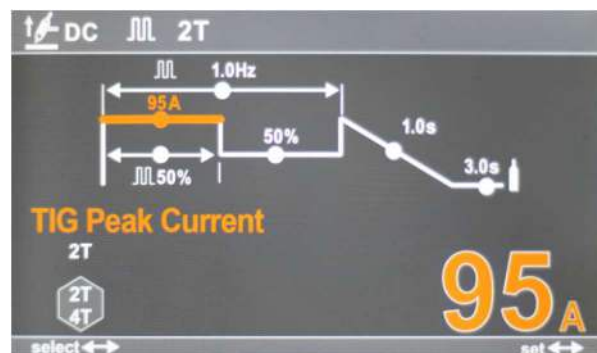 DC 2T
1.0Hz
95A
50%
1.0s
50%
3.0s
TIG Peak Current
2T
2T
4T
95A
select set